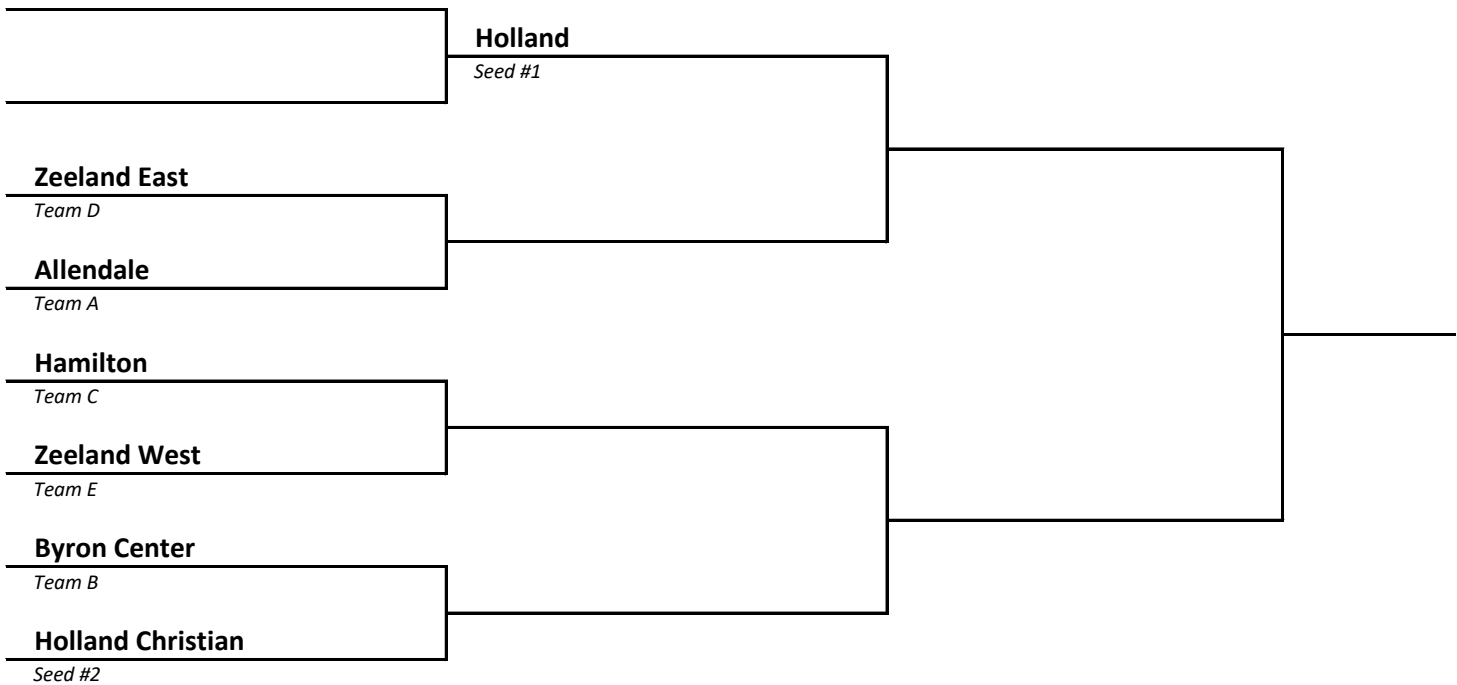 Holland
Seed #1
Zeeland East
Team D
Allendale
Team A
Hamilton
Team C
Zeeland West
Team E
Byron Center
Team B
Holland Christian
Seed #2